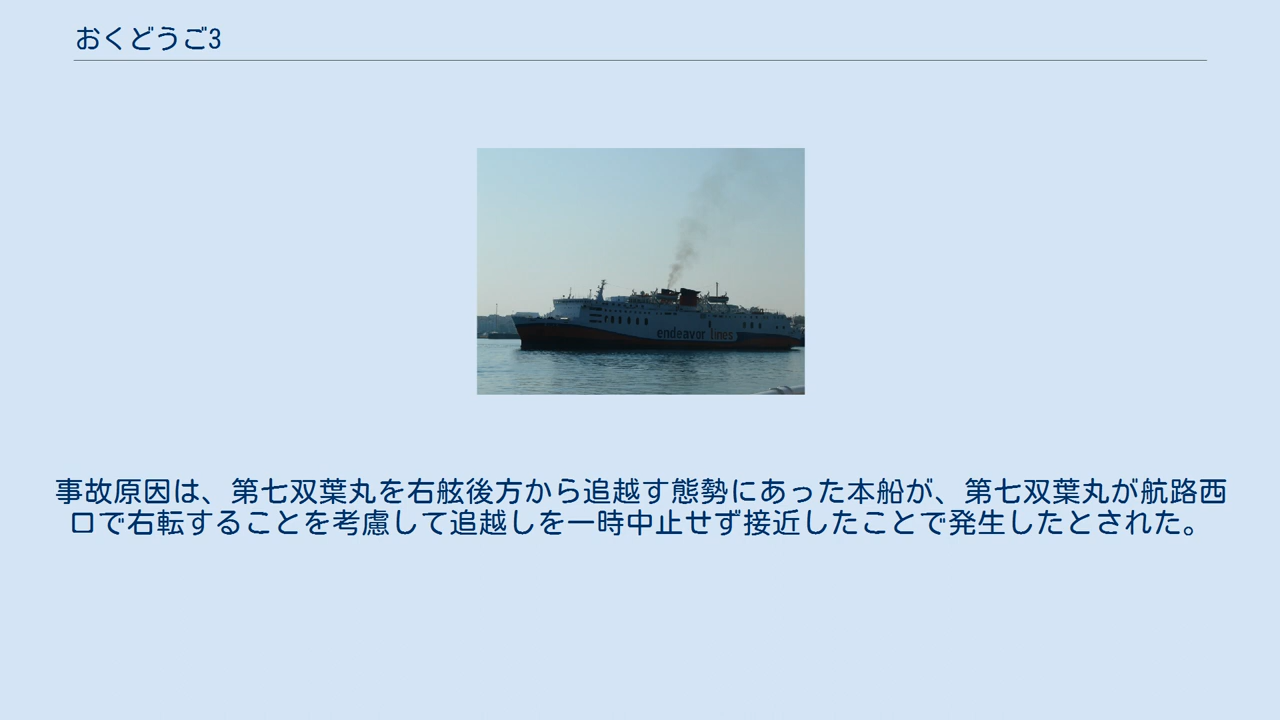 おくどうご3
endeavor lines
事故原因は、第七双葉丸を右舷後方から追越す態勢にあった本船が、第七双葉丸が航路西
口で右転することを考慮して追越しを一時中止せず接近したことで発生したとされた。